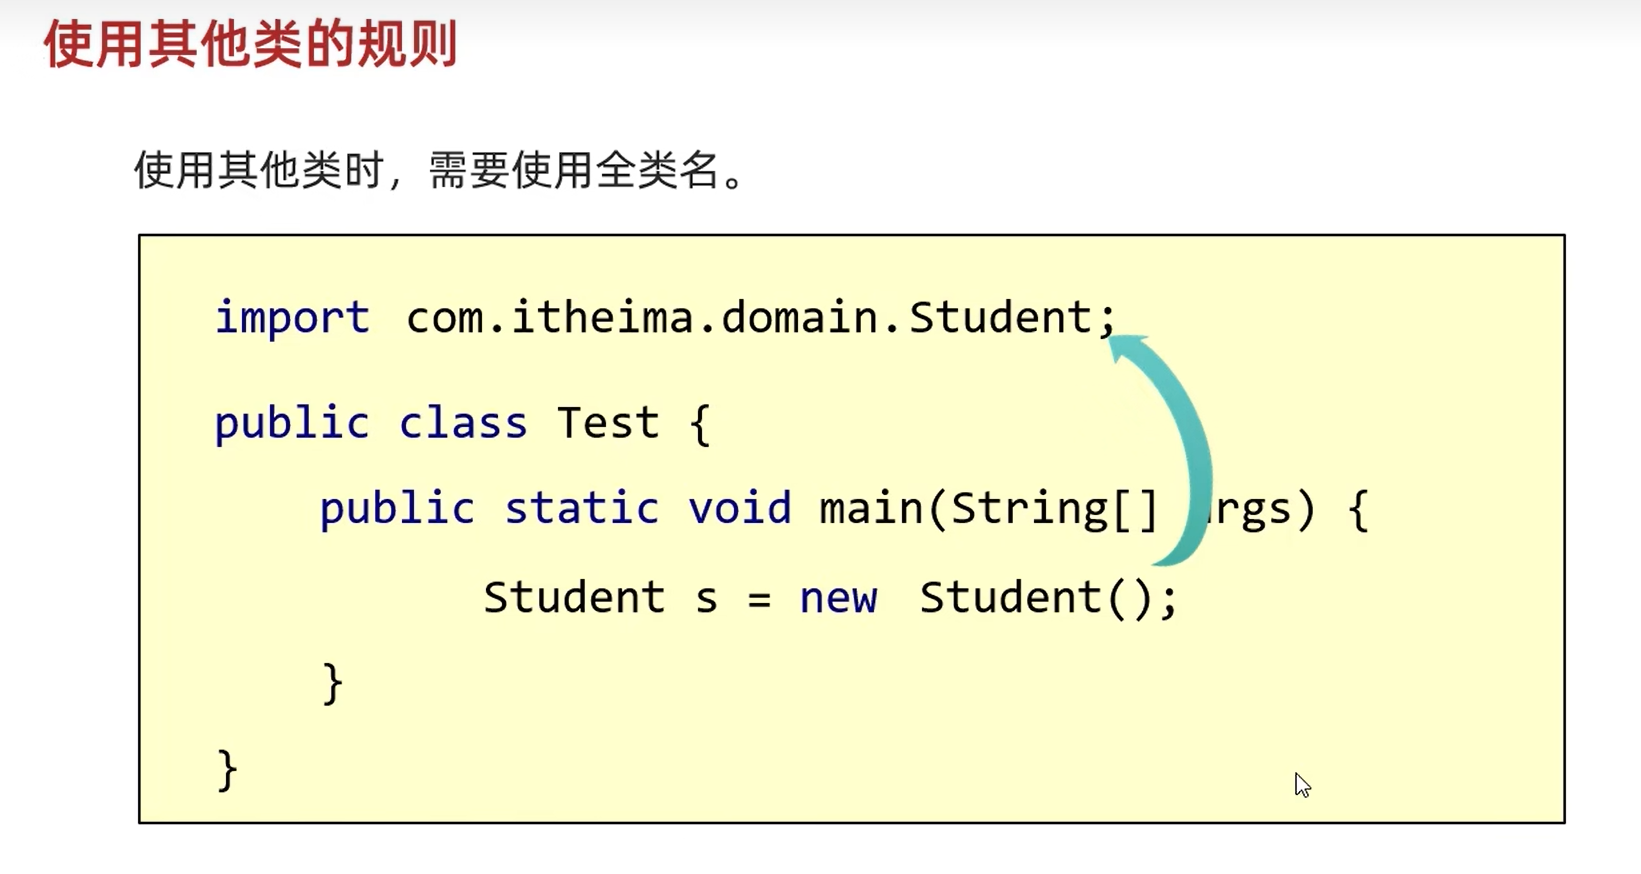 使用其他类的规则
使用其他类时，需要使用全类名。
import com.itheima.domain.Student;
public class Test {
public static void main(String[] rgs) {
Student s = new Student();
}
}